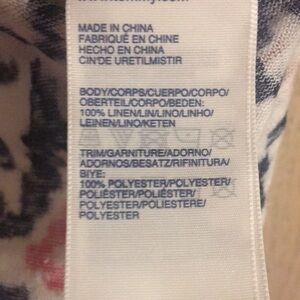 MADE IN CHINA
FABRIQUÉ EN CHINE
HECHO EN CHINA
CIN'DE URETILMISTIR
BODY/CORPS/CUERPO/CORPO/
OBERTEIL/CORPO/BEDEN:
100% LINEN/LIN/LINO/LINHO/
LEINEN/LINO/KETEN
TRIM/GARNITURE/ADORNO/
ADORNOS/BESATZ/RIFINITURA/
BIYE:
100% POLYESTER/POLYESTER/
POLIÉSTER/POLIÉSTER/
POLYESTER/POLIESTERE/
POLYESTER